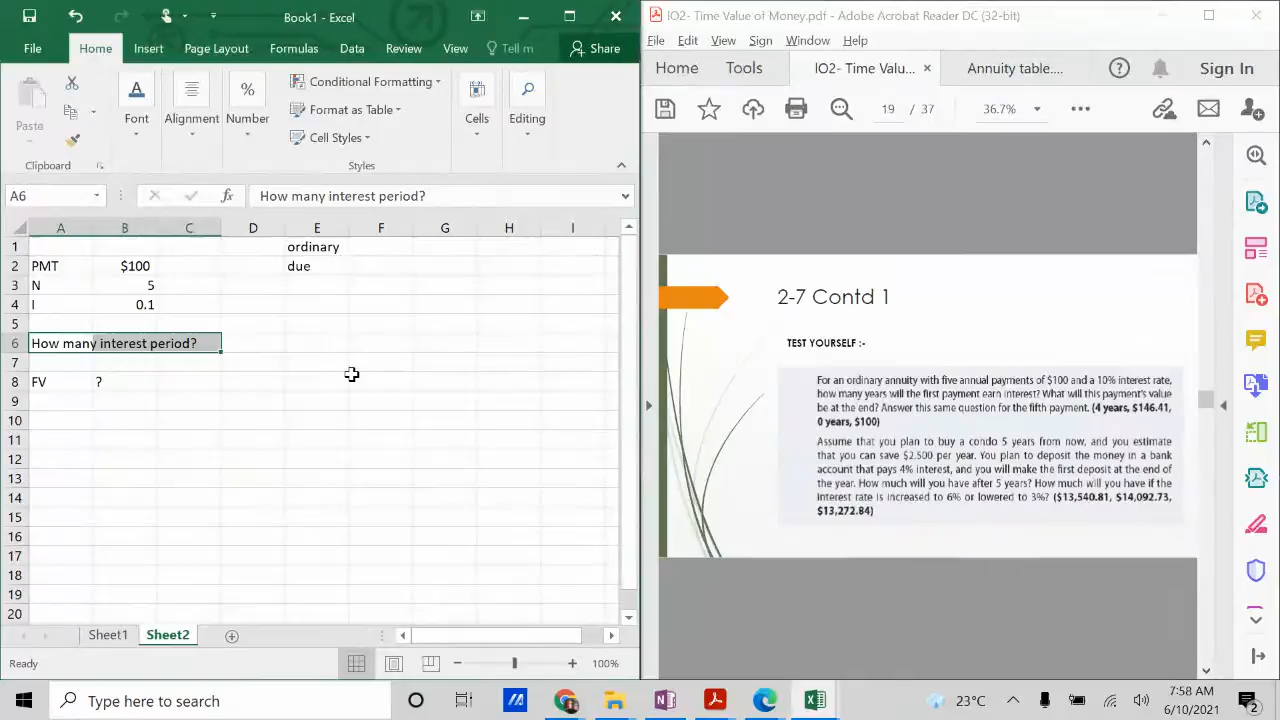 Book1 - Excel
File Home Insert Page Layout Formulas Data Review View Tell m Share
Paste
Font
Alignment
Number
Conditional Formatting
Format as Table
Cell Styles
Cells
Editing
Clipboard
Styles
A6
fx
How many interest period?
A B C D E F G H I
1 ordinary
2 PMT $100 due
3 N 5
4 I 0.1
5
6 How many interest period?
7
8 FV ?
9
10
11
12
13
14
15
16
17
18
19
20
Sheet1 Sheet2
Ready
100%
IO2- Time Value of Money.pdf - Adobe Acrobat Reader DC (32-bit)
File Edit View Sign Window Help
Home Tools IO2- Time Valu... × Annuity table.... Sign In
19 / 37 36.7%
2-7 Contd 1
TEST YOURSELF :-
For an ordinary annuity with five annual payments of $100 and a 10% interest rate,
how many years will the first payment earn interest? What will this payment's value
be at the end? Answer this same question for the fifth payment. (4 years, $146.41,
0 years, $100)
Assume that you plan to buy a condo 5 years from now, and you estimate
that you can save $2.500 per year. You plan to deposit the money in a bank
account that pays 4% interest, and you will make the first deposit at the end of
the year. How much will you have after 5 years? How much will you have if the
interest rate is increased to 6% or lowered to 3%? ($13,540.81, $14,092.73,
$13,272.84)
Type here to search
23°C
7:58 AM
6/10/2021
2